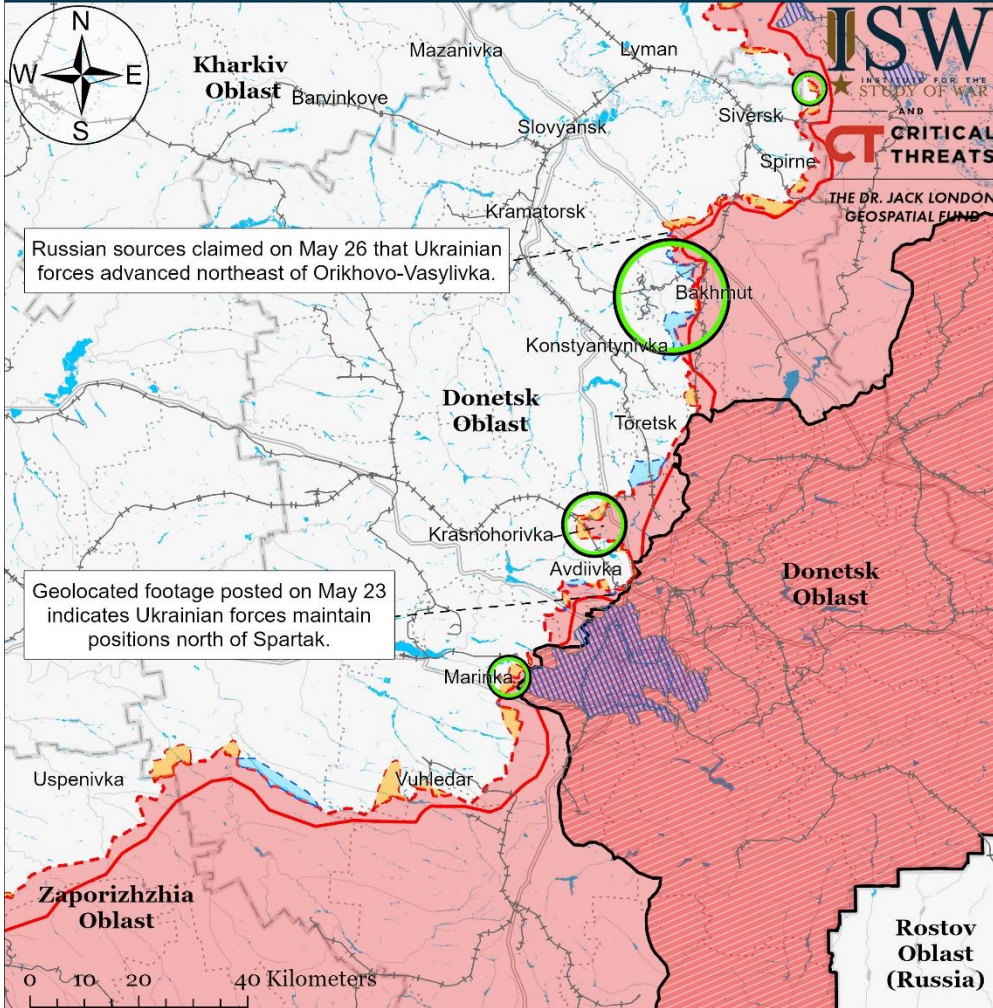 N
W
E
S
Kharkiv
Oblast
Mazanivka
Lyman
Barvinkove
Slovyansk
Siversk
Spirne
Kramatorsk
ISW
INSTITUTE FOR THE
STUDY OF WAR
AND
CT CRITICAL
THREATS
THE DR. JACK LONDON
GEOSPATIAL FUND
Russian sources claimed on May 26 that Ukrainian
forces advanced northeast of Orikhovo-Vasylivka.
Bakhmut
Konstyantynivka
Donetsk
Oblast
Toretsk
Krasnohorivka
Avdiivka
Donetsk
Oblast
Geolocated footage posted on May 23
indicates Ukrainian forces maintain
positions north of Spartak.
Marinka
Uspenivka
Vuhledar
Zaporizhzhia
Oblast
Rostov
Oblast
(Russia)
0 10 20 40 Kilometers